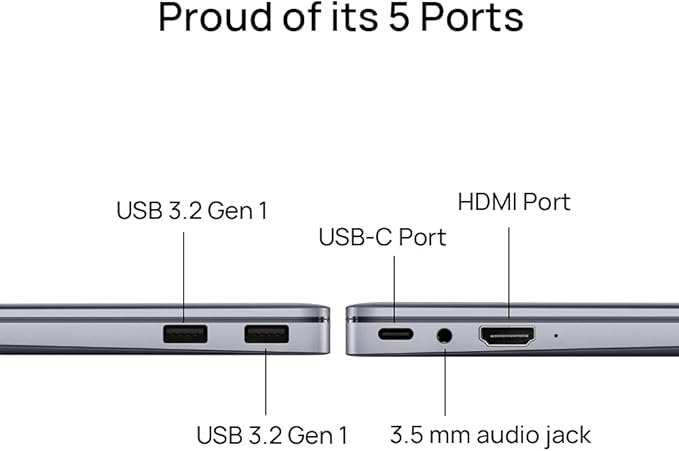 Proud of its 5 Ports
USB 3.2 Gen 1
HDMI Port
USB-C Port
USB 3.2 Gen 1
3.5 mm audio jack